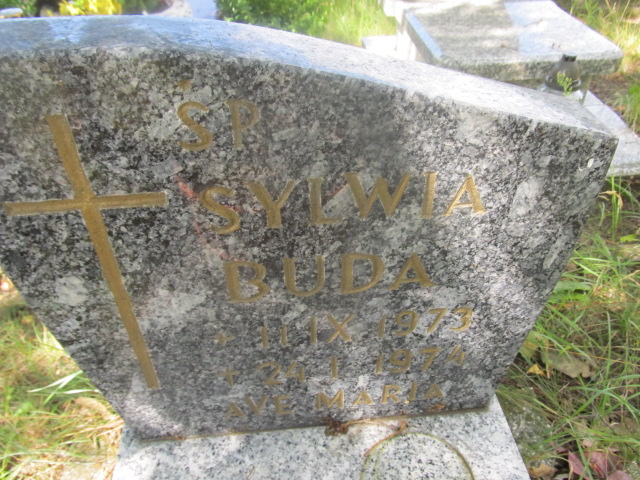 ŚP
SYLWIA
BUDA
+ 11 IX 1973
+ 24 I 1974
AVE MARIA